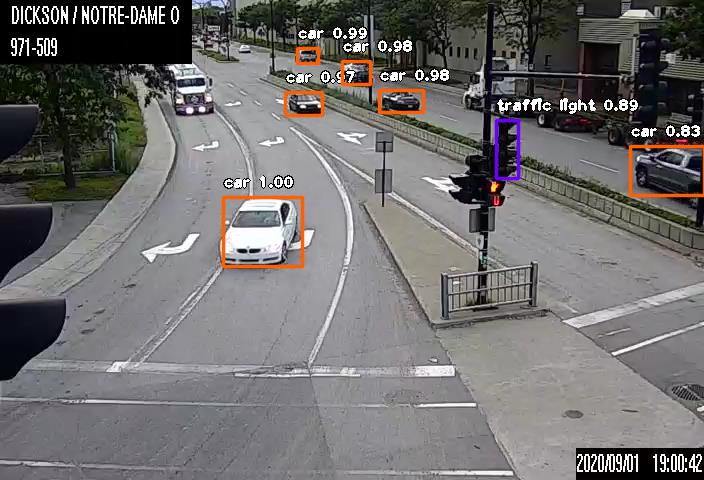 DICKSON / NOTRE-DAME O
971-509
car 0.99
car 0.98
car 0.97
car 0.98
traffic light 0.89
car 0.83
car 1.00
2020/09/01 19:00:42